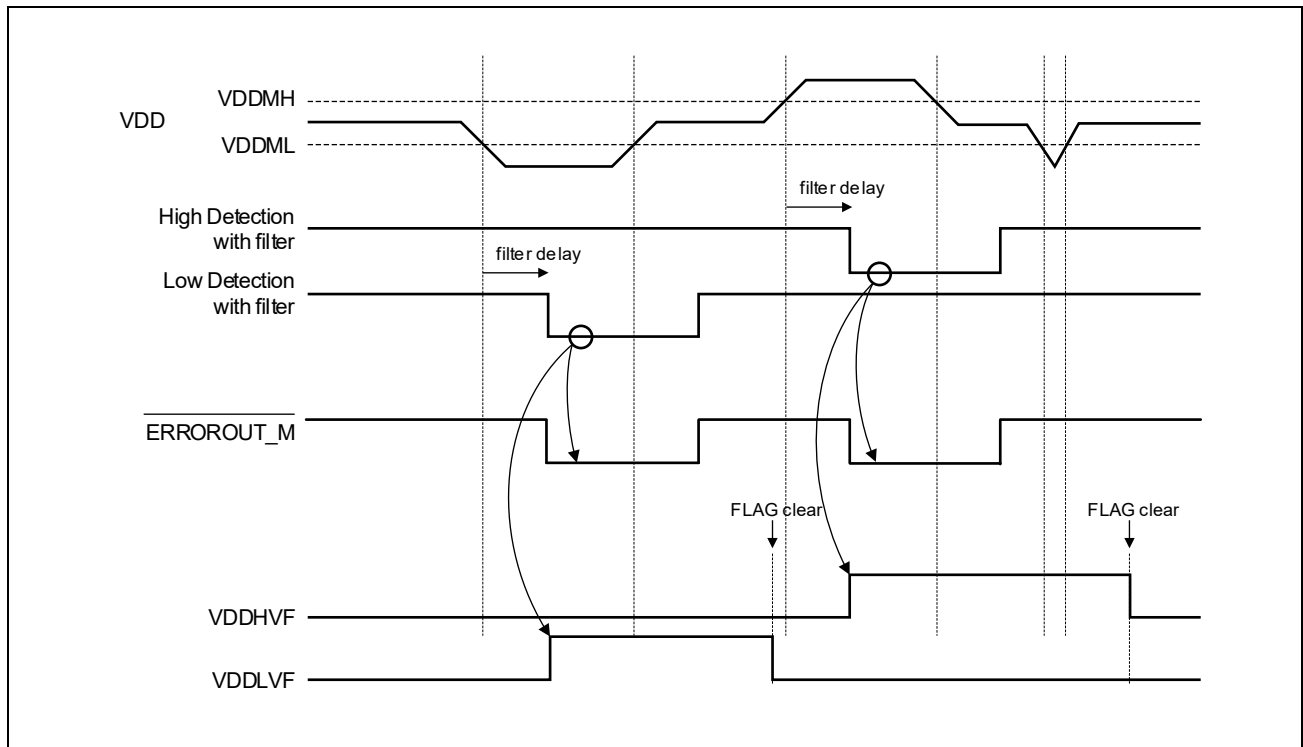 VDDMH
VDD
VDDML
filter delay
High Detection
with filter
filter delay
Low Detection
with filter
ERROROUT_M
FLAG clear
FLAG clear
VDDHVF
VDDLVF